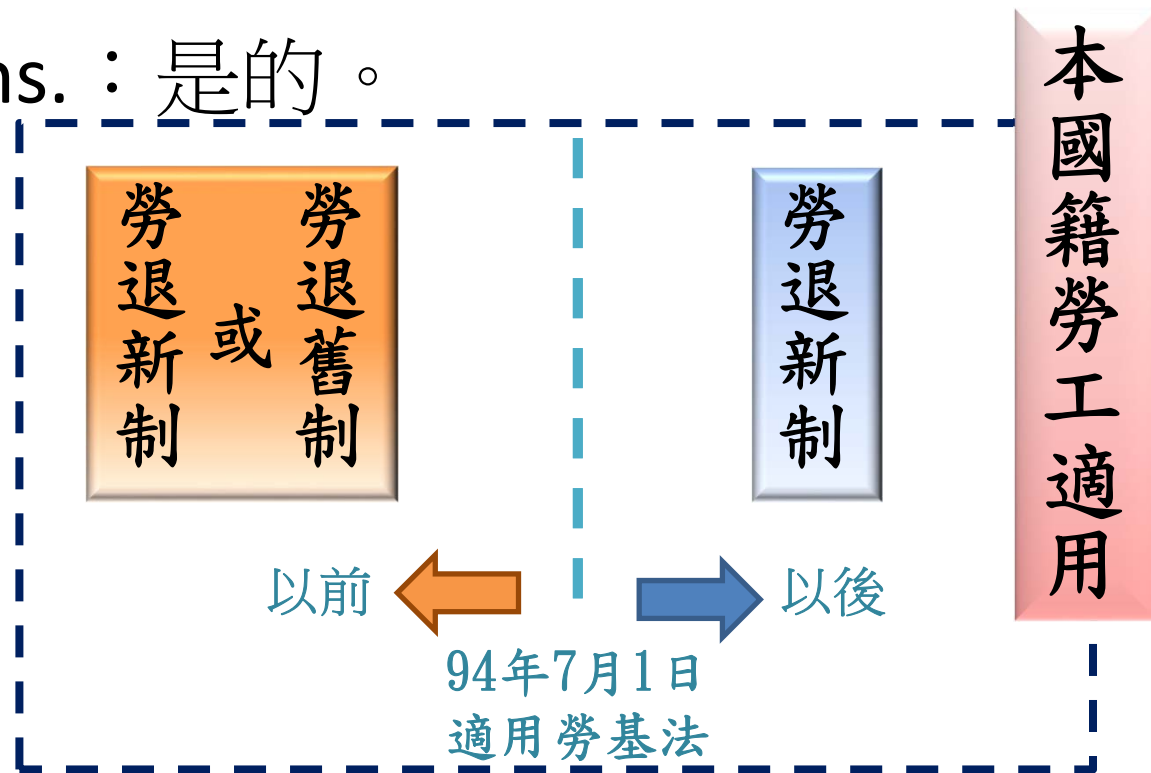 ns.：是的。
勞退舊制
或
勞退新制
勞退新制
本國籍勞工適用
以前
以後
94年7月1日
適用勞基法